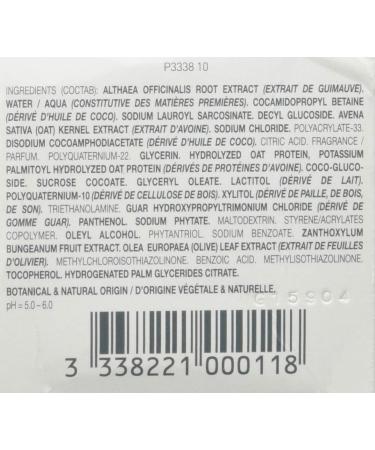 P3338 10
INGREDIENTS (COCTAB): ALTHAEA OFFICINALIS ROOT EXTRACT (EXTRAIT DE GUIMAUVE).
WATER / AQUA (CONSTITUTIVE DES MATIÈRES PREMIÈRES). COCAMIDOPROPYL BETAINE
(DÉRIVÉ D'HUILE DE COCO). SODIUM LAUROYL SARCOSINATE. DECYL GLUCOSIDE. AVENA
SATIVA (OAT) KERNEL EXTRACT (EXTRAIT D'AVOINE). SODIUM CHLORIDE. POLYACRYLATE-33.
DISODIUM COCOAMPHODIACETATE (DÉRIVÉ D'HUILE DE COCO). CITRIC ACID. FRAGRANCE /
PARFUM. POLYQUATERNIUM-22. GLYCERIN. HYDROLYZED OAT PROTEIN, POTASSIUM
PALMITOYL HYDROLYZED OAT PROTEIN (DÉRIVÉS DE PROTÉINES D'AVOINE). COCO-GLUCO-
SIDE. SUCROSE COCOATE. GLYCERYL OLEATE. LACTITOL (DÉRIVÉ DE LAIT).
POLYQUATERNIUM-10 (DÉRIVÉ DE CELLULOSE DE BOIS). XYLITOL (DÉRIVÉ DE MAÏS, DE PAILLE, DE BOIS,
DE SON). TRIETHANOLAMINE. GUAR HYDROXYPROPYLTRIMONIUM CHLORIDE (DÉRIVÉ DE
GOMME GUAR). PANTHENOL. SODIUM PHYTATE. MALTODEXTRIN. STYRENE/ACRYLATES
COPOLYMER. OLEYL ALCOHOL. PHYTANTRIOL. SODIUM BENZOATE. ZANTHOXYLUM
BUNGEANUM FRUIT EXTRACT. OLEA EUROPAEA (OLIVE) LEAF EXTRACT (EXTRAIT DE FEUILLES
D'OLIVIER). METHYLCHLOROISOTHIAZOLINONE. BENZOIC ACID. METHYLISOTHIAZOLINONE.
TOCOPHEROL. HYDROGENATED PALM GLYCERIDES CITRATE.
BOTANICAL & NATURAL ORIGIN / D'ORIGINE VÉGÉTALE & NATURELLE.
pH = 5.0 – 6.0
G15904
3 338221 000118